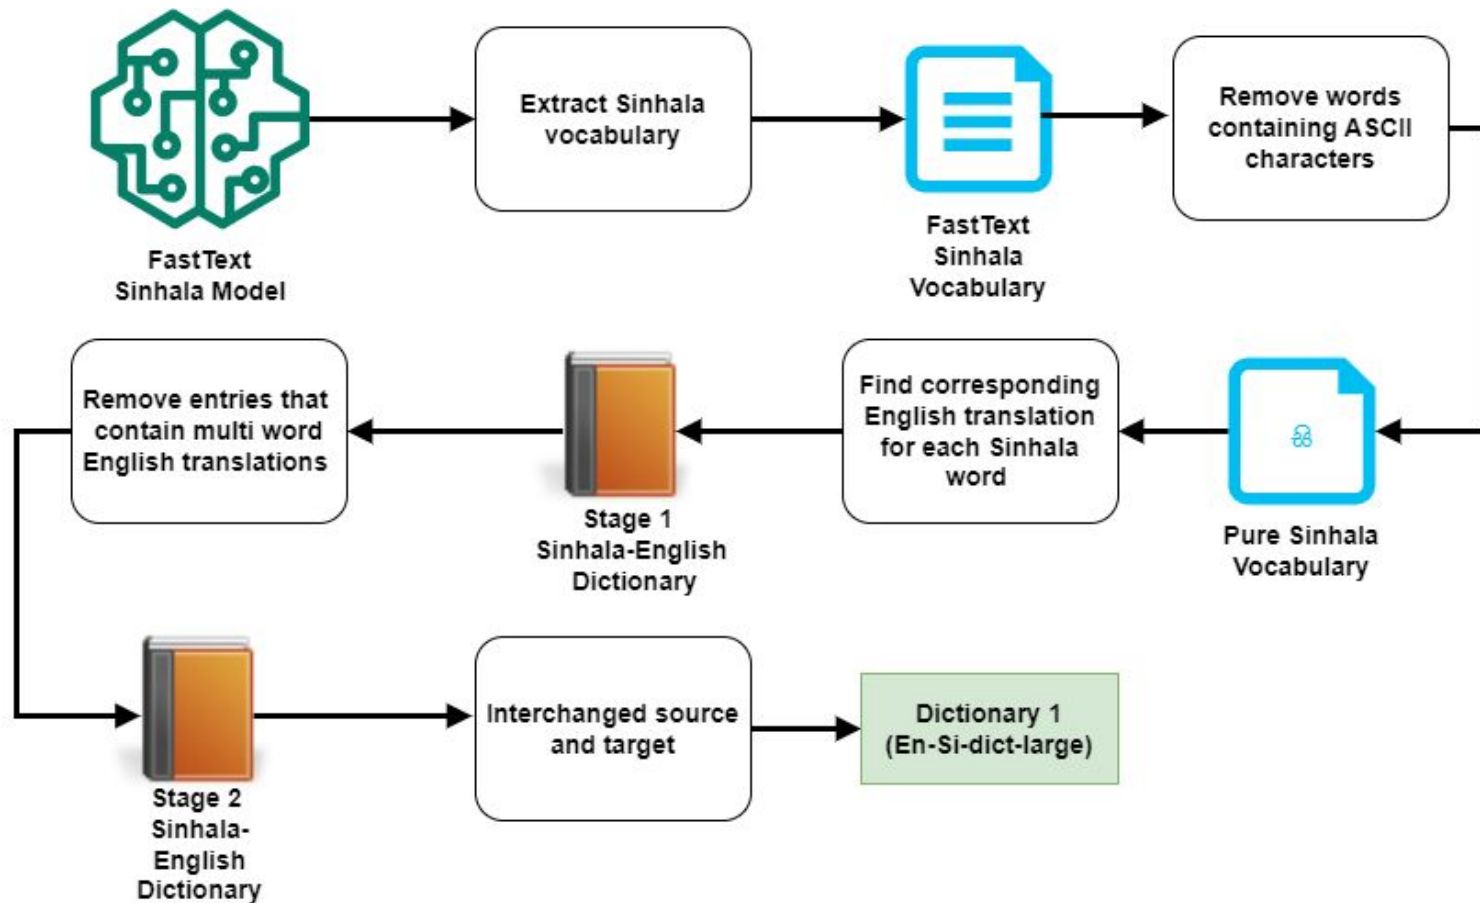 FastText
Sinhala Model
Extract Sinhala
vocabulary
FastText
Sinhala
Vocabulary
Remove words
containing ASCII
characters
Pure Sinhala
Vocabulary
Find corresponding
English translation
for each Sinhala
word
Stage 1
Sinhala-English
Dictionary
Remove entries that
contain multi word
English translations
Stage 2
Sinhala-
English
Dictionary
Interchanged source
and target
Dictionary 1
(En-Si-dict-large)